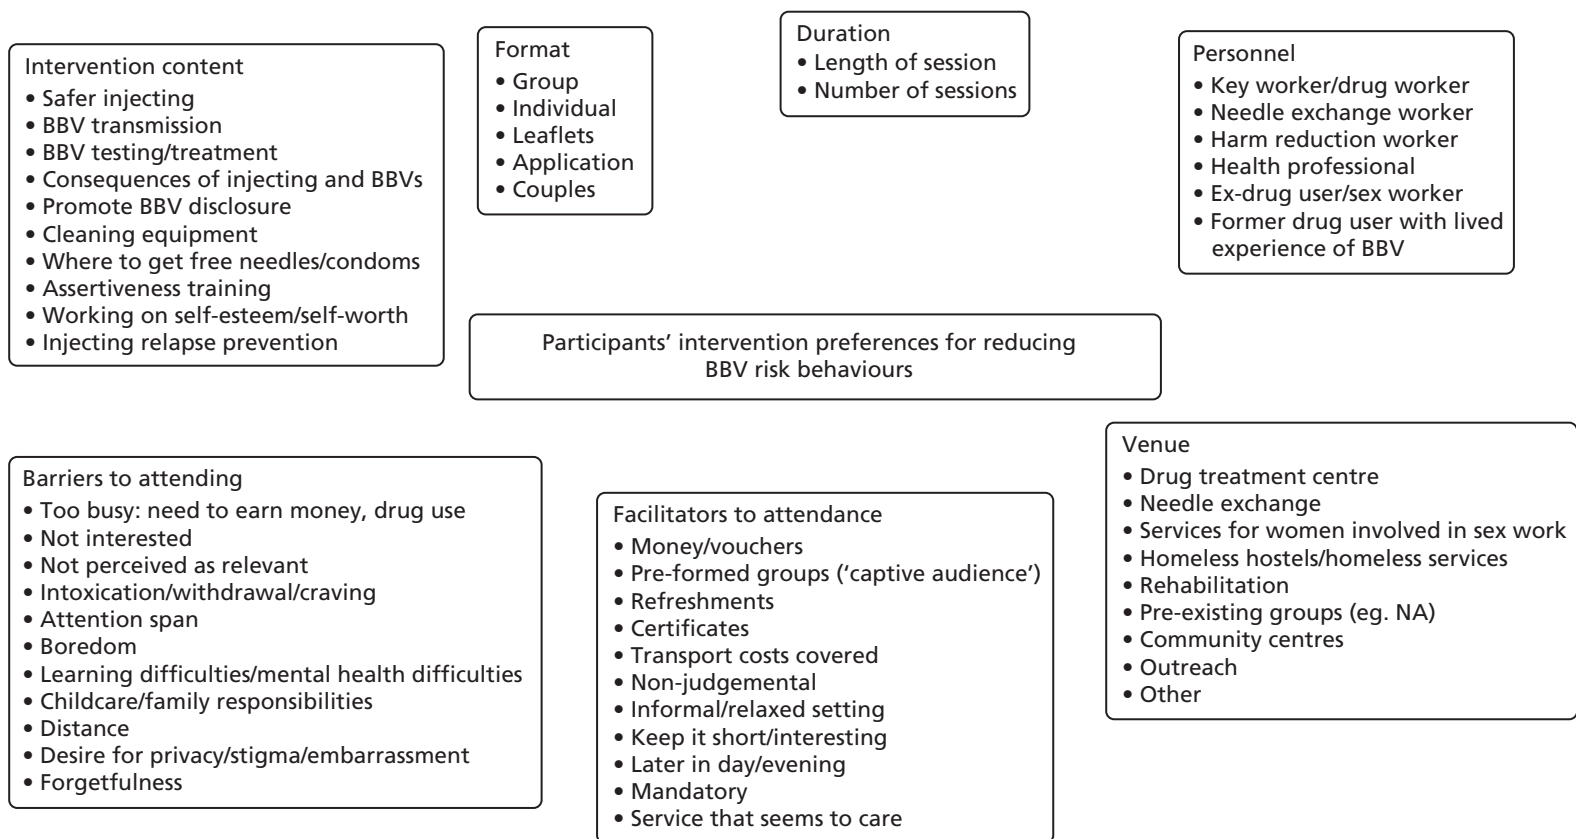 Intervention content
• Safer injecting
• BBV transmission
• BBV testing/treatment
• Consequences of injecting and BBVs
• Promote BBV disclosure
• Cleaning equipment
• Where to get free needles/condoms
• Assertiveness training
• Working on self-esteem/self-worth
• Injecting relapse prevention
Format
• Group
• Individual
• Leaflets
• Application
• Couples
Duration
• Length of session
• Number of sessions
Personnel
• Key worker/drug worker
• Needle exchange worker
• Harm reduction worker
• Health professional
• Ex-drug user/sex worker
• Former drug user with lived
experience of BBV
Participants’ intervention preferences for reducing
BBV risk behaviours
Barriers to attending
• Too busy: need to earn money, drug use
• Not interested
• Not perceived as relevant
• Intoxication/withdrawal/craving
• Attention span
• Boredom
• Learning difficulties/mental health difficulties
• Childcare/family responsibilities
• Distance
• Desire for privacy/stigma/embarrassment
• Forgetfulness
Facilitators to attendance
• Money/vouchers
• Pre-formed groups (‘captive audience’)
• Refreshments
• Certificates
• Transport costs covered
• Non-judgemental
• Informal/relaxed setting
• Keep it short/interesting
• Later in day/evening
• Mandatory
• Service that seems to care
Venue
• Drug treatment centre
• Needle exchange
• Services for women involved in sex work
• Homeless hostels/homeless services
• Rehabilitation
• Pre-existing groups (eg. NA)
• Community centres
• Outreach
• Other